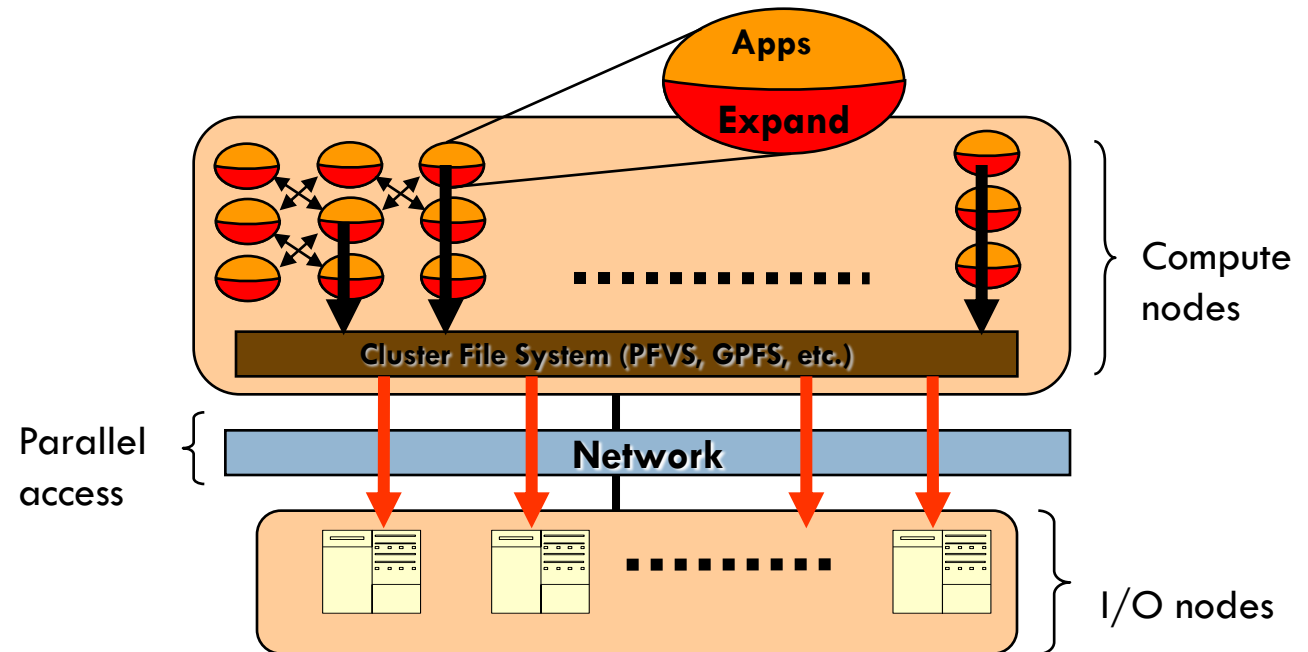 Apps
Expand
Compute
nodes
Cluster File System (PFVS, GPFS, etc.)
Parallel
access
Network
I/O nodes